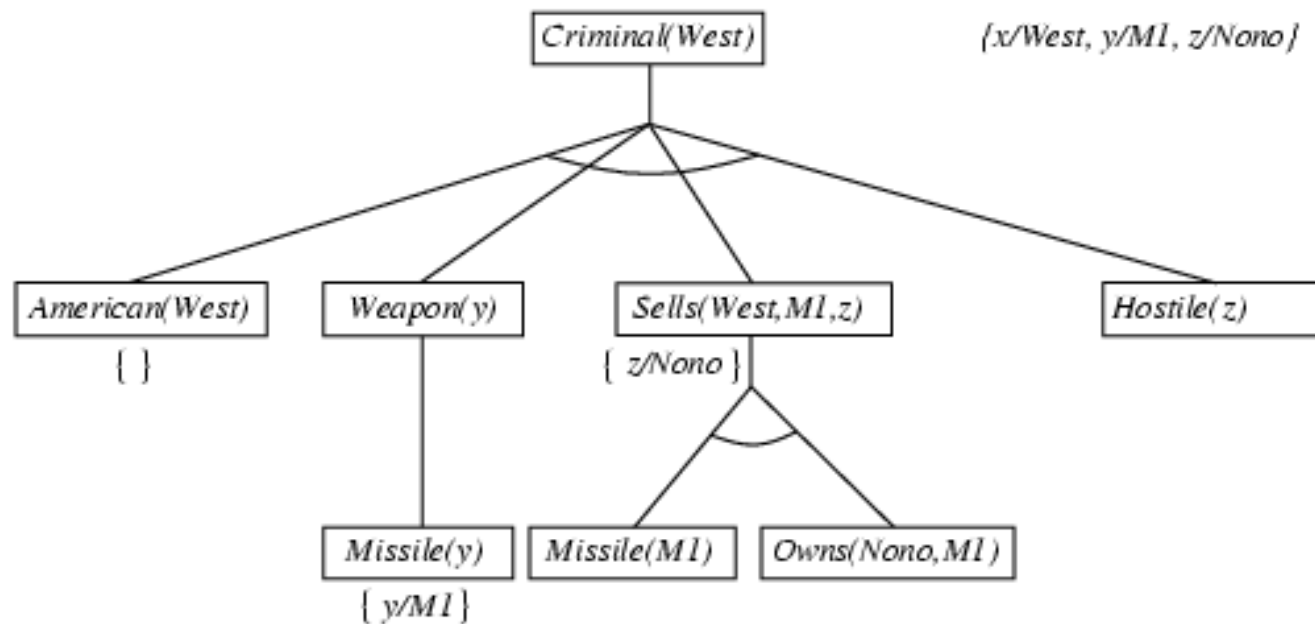 Criminal(West)
{x/West, y/M1, z/Nono}
American(West)
Weapon(y)
Sells(West,M1,z)
Hostile(z)
{ }
{ z/Nono }
Missile(y)
Missile(M1)
Owns(Nono,M1)
{ y/M1 }